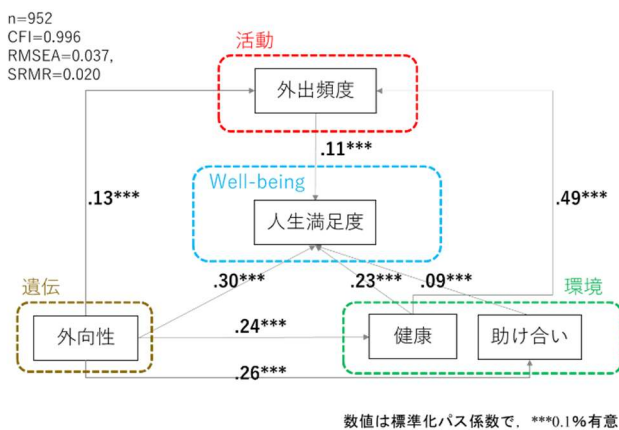 n=952
CFI=0.996
RMSEA=0.037,
SRMR=0.020
活動
外出頻度
.11***
Well-being
.13***
.49***
人生満足度
.30***
.23***
.09***
遺伝
環境
外向性
.24***
健康
助け合い
.26***
数値は標準化パス係数で，***0.1%有意